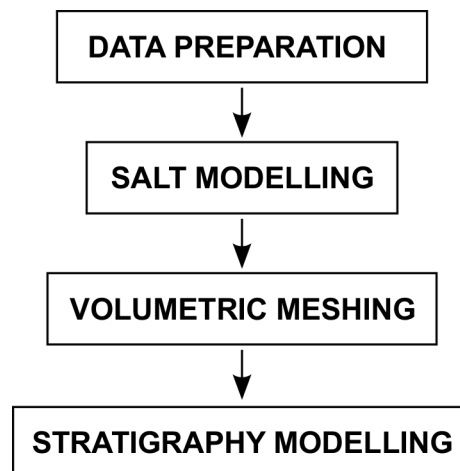 DATA PREPARATION
SALT MODELLING
VOLUMETRIC MESHING
STRATIGRAPHY MODELLING